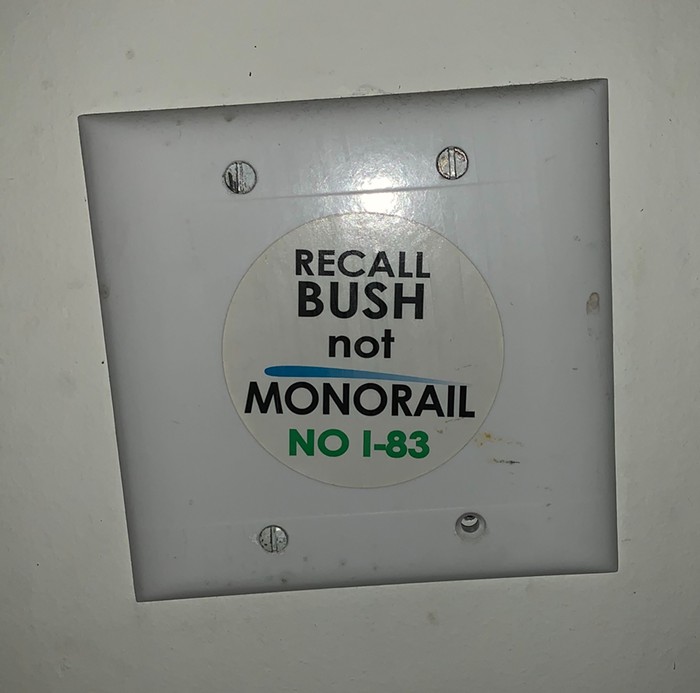 RECALL
BUSH
not
MONORAIL
NO I-83